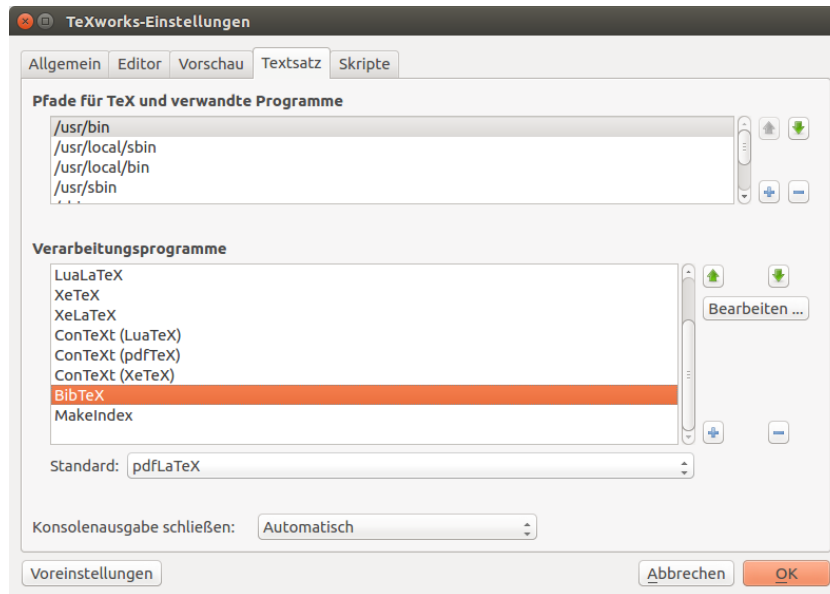 TeXworks-Einstellungen
Allgemein Editor Vorschau Textsatz Skripte
Pfade für TeX und verwandte Programme
/usr/bin
/usr/local/sbin
/usr/local/bin
/usr/sbin
Verarbeitungsprogramme
LuaLaTeX
XeTeX
XeLaTeX
Bearbeiten ...
ConTeXt (LuaTeX)
ConTeXt (pdfTeX)
ConTeXt (XeTeX)
BibTeX
MakeIndex
Standard: pdfLaTeX
Konsolenausgabe schließen: Automatisch
Voreinstellungen Abbrechen OK